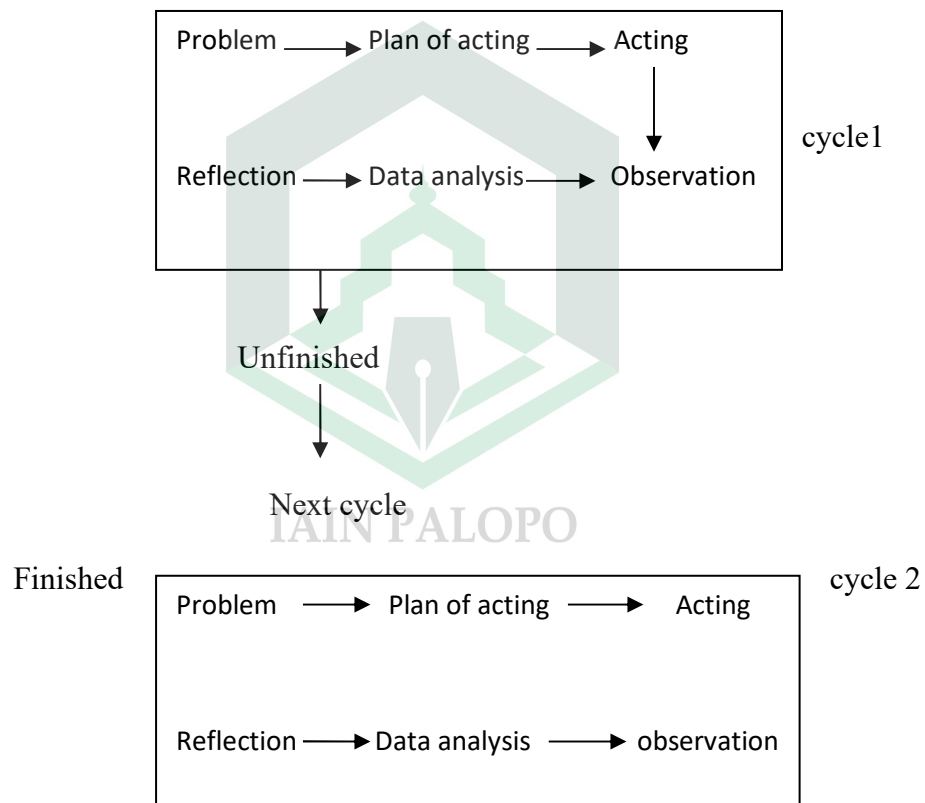 Problem Plan of acting Acting
cycle1
Reflection Data analysis Observation
Unfinished
Next cycle
IAIN PALOPO
Finished cycle 2
Problem Plan of acting Acting
Reflection Data analysis observation